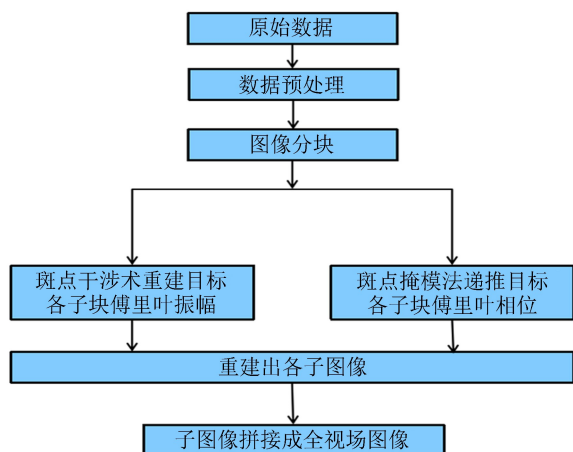 原始数据
数据预处理
图像分块
斑点干涉术重建目标
各子块傅里叶振幅
斑点掩模法递推目标
各子块傅里叶相位
重建出各子图像
子图像拼接成全视场图像